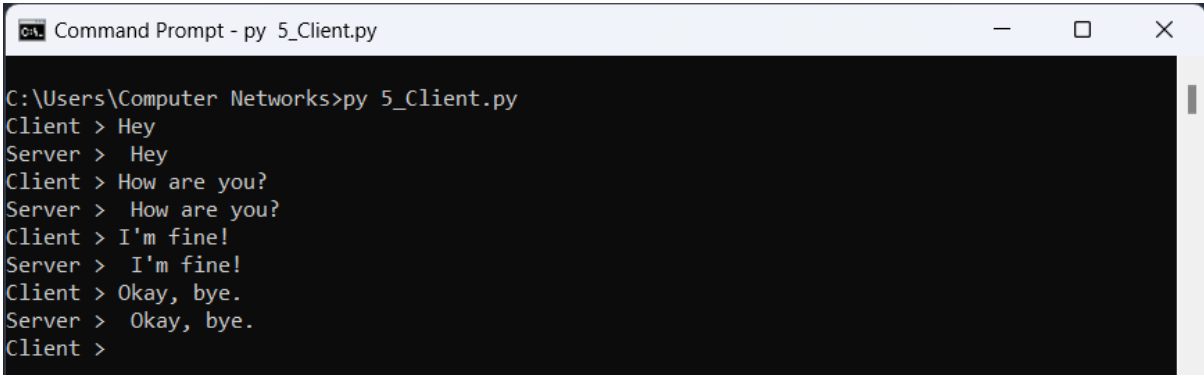 Command Prompt - py  5_Client.py
C:\Users\Computer Networks>py 5_Client.py
Client > Hey
Server >  Hey
Client > How are you?
Server >  How are you?
Client > I'm fine!
Server >  I'm fine!
Client > Okay, bye.
Server >  Okay, bye.
Client >